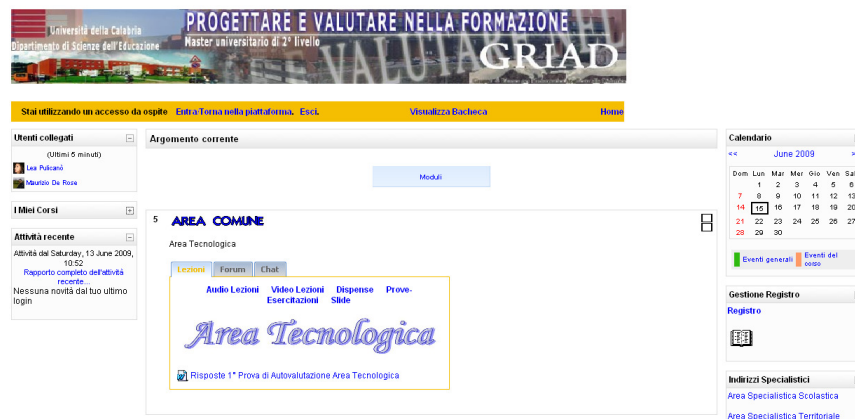 PROGETTARE E VALUTARE NELLA FORMAZIONE
Università della Calabria
Dipartimento di Scienze dell'Educazione
Master universitario di 2° livello
VALUTA
GRIAD
Stai utilizzando un accesso da ospite Entra/Torna nella piattaforma. Esci. Visualizza Bacheca Home
Utenti collegati
(Ultimi 5 minuti)
Lea Pulicanò
Maurizio De Rose
I Miei Corsi
Attività recente
Attività dal Saturday, 13 June 2009,
10:52
Rapporto completo dell'attività
recente...
Nessuna novità dal tuo ultimo
login
Argomento corrente
Moduli
5 AREA COMUNE
Area Tecnologica
Lezioni Forum Chat
Audio Lezioni Video Lezioni Dispense Prove-
Esercitazioni Slide
Area Tecnologica
Risposte 1° Prova di Autovalutazione Area Tecnologica
Calendario
<< June 2009 >
Dom Lun Mar Mer Gio Ven Sat
1 2 3 4 5 6
7 8 9 10 11 12 13
14 15 16 17 18 19 20
21 22 23 24 25 26 27
28 29 30
Eventi generali Eventi del
corso
Gestione Registro
Registro
Indirizzi Specialistici
Area Specialistica Scolastica
Area Specialistica Territoriale